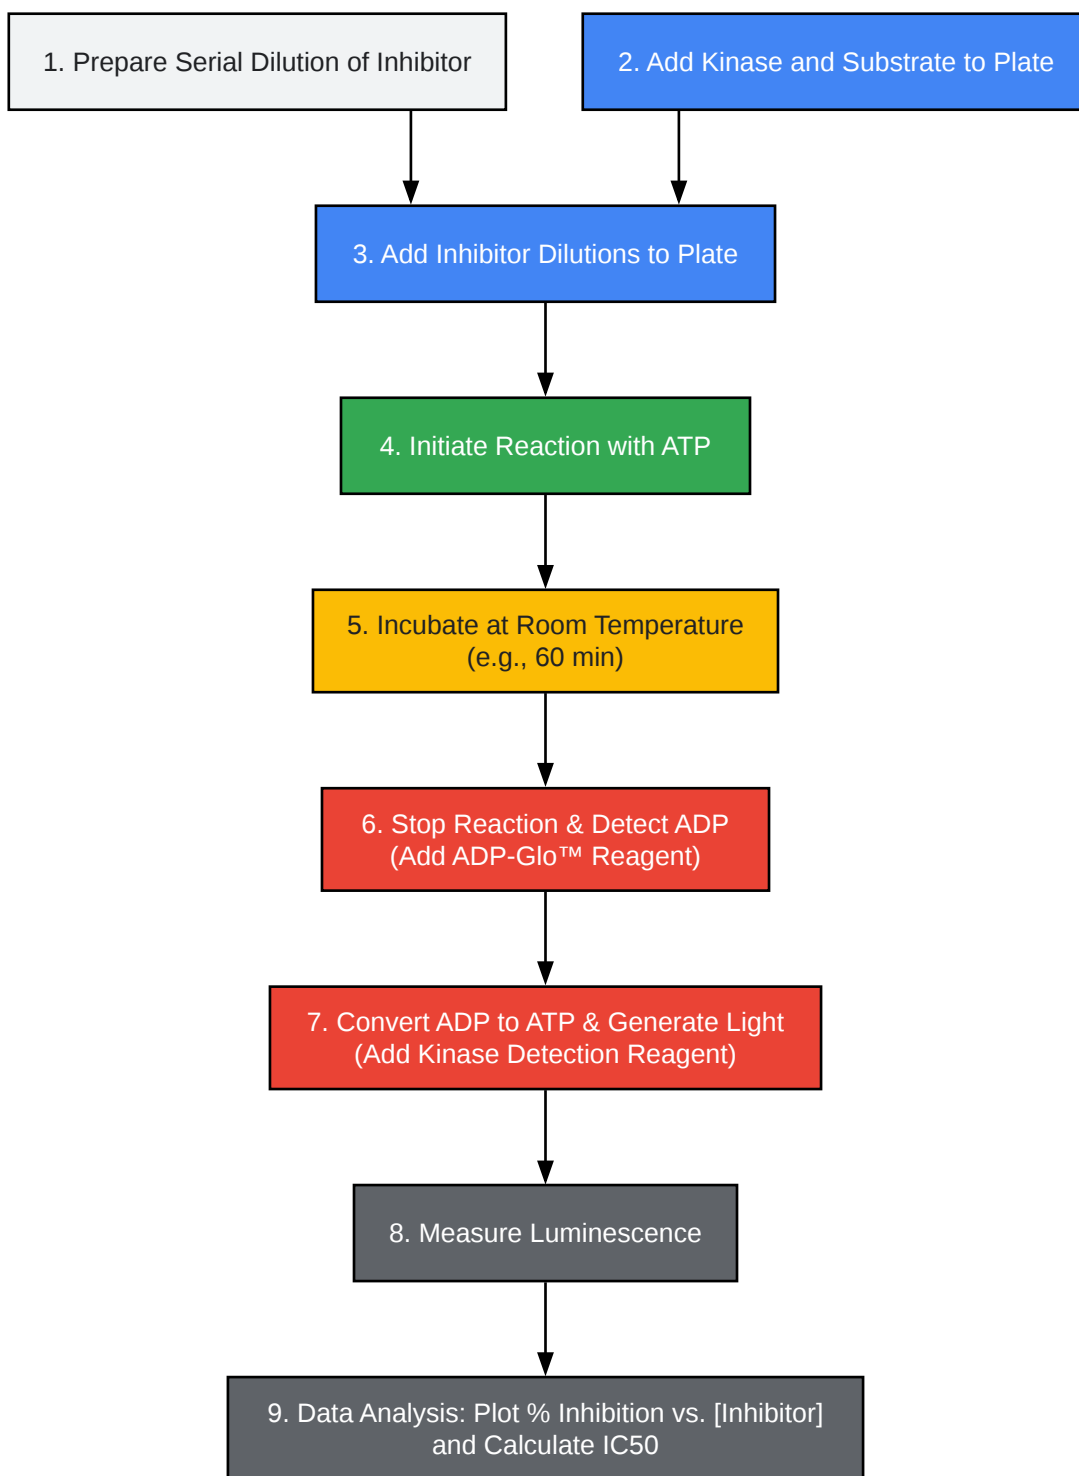 1. Prepare Serial Dilution of Inhibitor
2. Add Kinase and Substrate to Plate
3. Add Inhibitor Dilutions to Plate
4. Initiate Reaction with ATP
5. Incubate at Room Temperature
(e.g., 60 min)
6. Stop Reaction & Detect ADP
(Add ADP-Glo™ Reagent)
7. Convert ADP to ATP & Generate Light
(Add Kinase Detection Reagent)
8. Measure Luminescence
9. Data Analysis: Plot % Inhibition vs. [Inhibitor]
and Calculate IC50